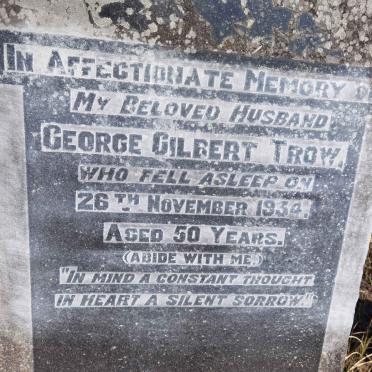 IN AFFECTIONATE MEMORY O
MY BELOVED HUSBAND
GEORGE GILBERT TROW,
WHO FELL ASLEEP ON
26TH NOVEMBER 1934.
AGED 50 YEARS.
(ABIDE WITH ME.)
"IN MIND A CONSTANT THOUGHT
IN HEART A SILENT SORROW"